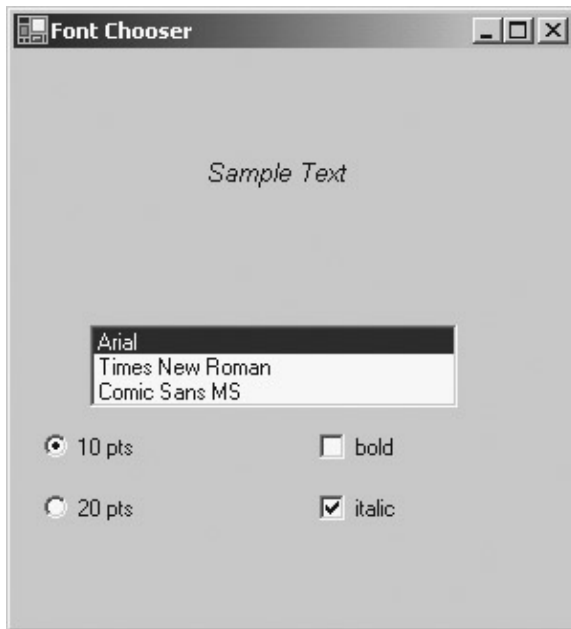 Font Chooser
Sample Text
Arial
Times New Roman
Comic Sans MS
10 pts
bold
20 pts
italic